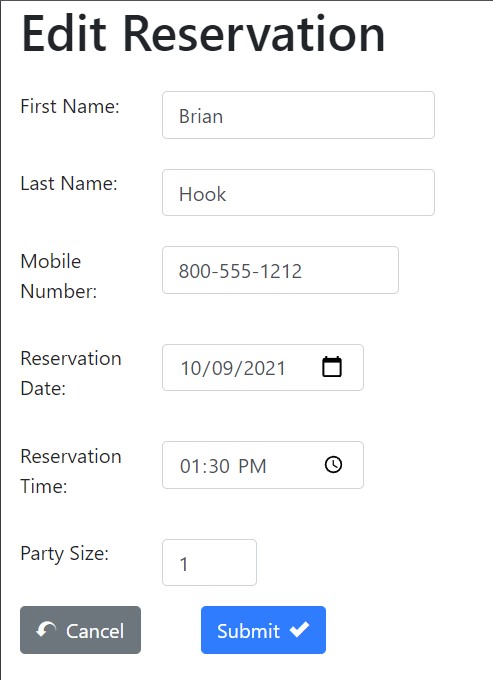 Edit Reservation
First Name: Brian
Last Name: Hook
Mobile
Number: 800-555-1212
Reservation
Date: 10/09/2021
Reservation
Time: 01:30 PM
Party Size: 1
Cancel Submit